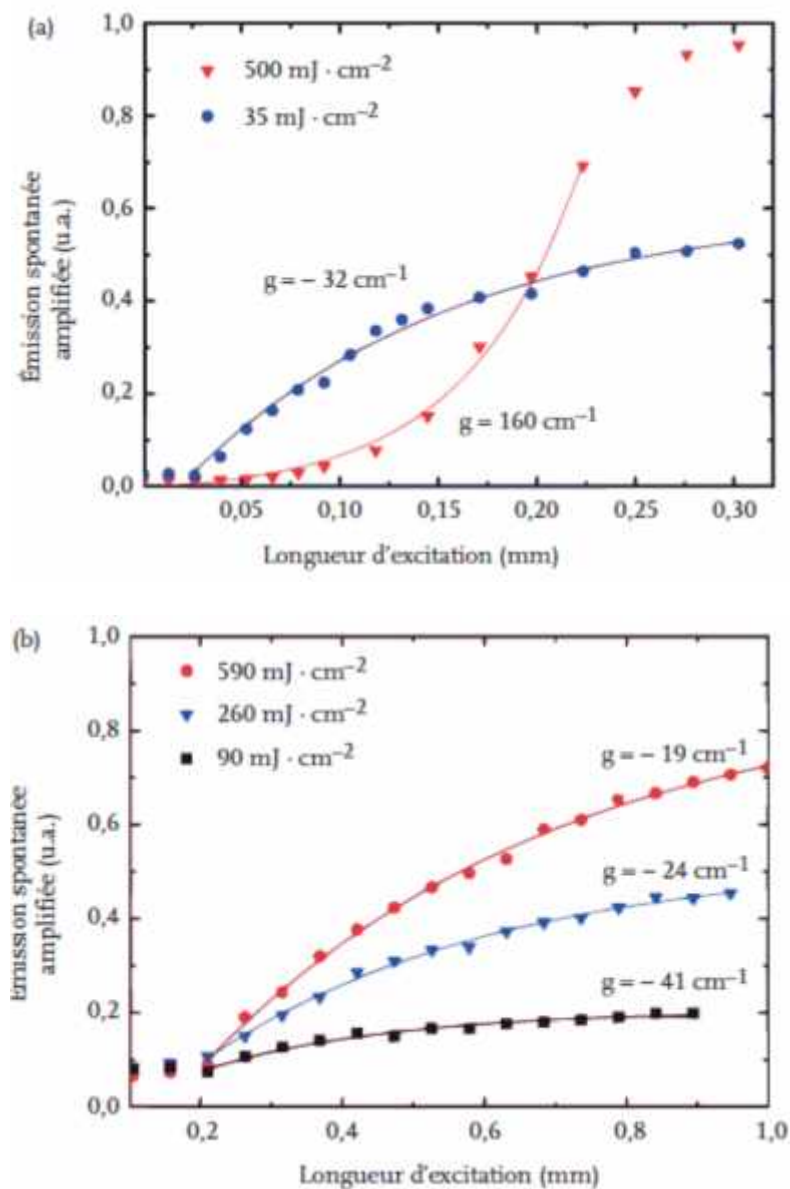 (a)
1,0
0,8
0,6
0,4
0,2
0,0
500 mJ · cm−2
35 mJ · cm−2
g = − 32 cm−1
g = 160 cm−1
Émission spontanée
amplifiée (u.a.)
0,05
0,10
0,15
0,20
0,25
0,30
Longueur d'excitation (mm)
(b)
1,0
0,8
0,6
0,4
0,2
0,0
590 mJ · cm−2
260 mJ · cm−2
90 mJ · cm−2
g = − 19 cm−1
g = − 24 cm−1
g = − 41 cm−1
Émission spontanée
amplifiée (u.a.)
0,2
0,4
0,6
0,8
1,0
Longueur d'excitation (mm)